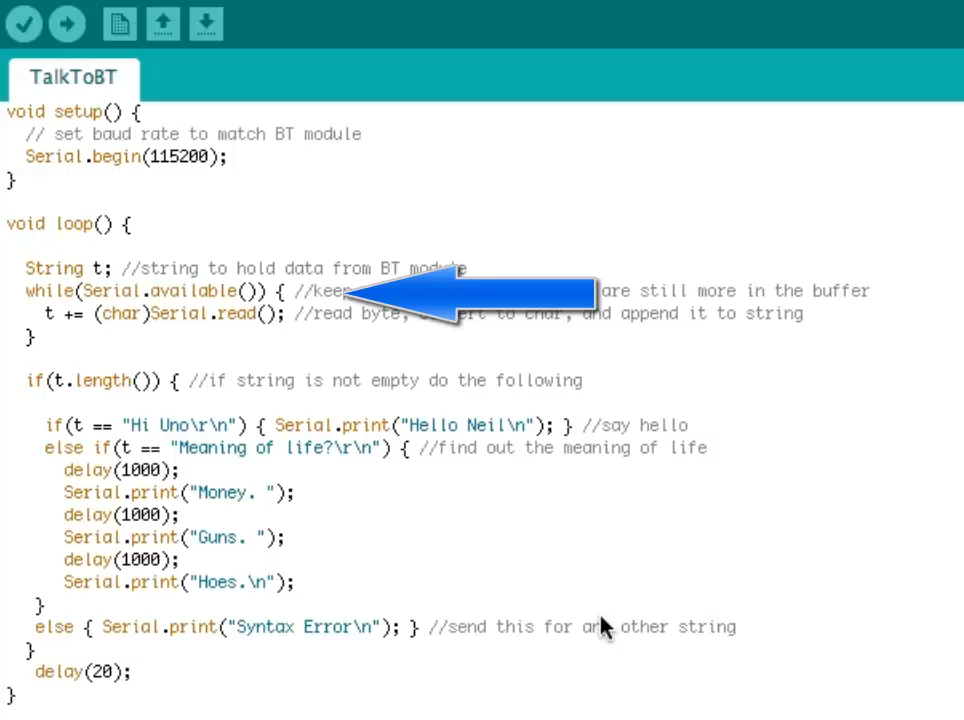 TalkToBT
void setup() {
// set baud rate to match BT module
Serial.begin(115200);
}
void loop() {
String t; //string to hold data from BT module
while(Serial.available()) { //keep are still more in the buffer
t += (char)Serial.read(); //read byte, to char, and append it to string
}
if(t.length()) { //if string is not empty do the following
if(t == "Hi Uno\r\n") { Serial.print("Hello Neil\n"); } //say hello
else if(t == "Meaning of life?\r\n") { //find out the meaning of life
delay(1000);
Serial.print("Money. ");
delay(1000);
Serial.print("Guns. ");
delay(1000);
Serial.print("Hoes.\n");
}
else { Serial.print("Syntax Error\n"); } //send this for any other string
}
delay(20);
}